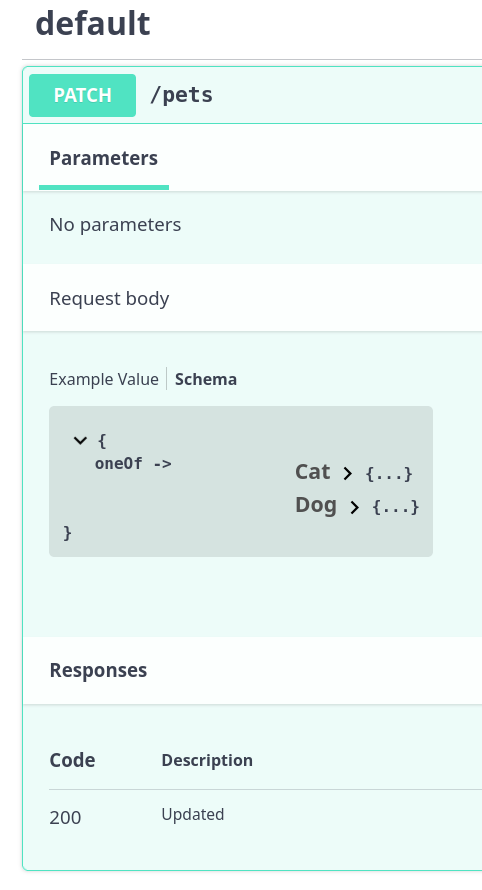 default
PATCH /pets
Parameters
No parameters
Request body
Example Value Schema
{
oneOf ->
Cat > {...}
Dog > {...}
}
Responses
Code Description
200 Updated